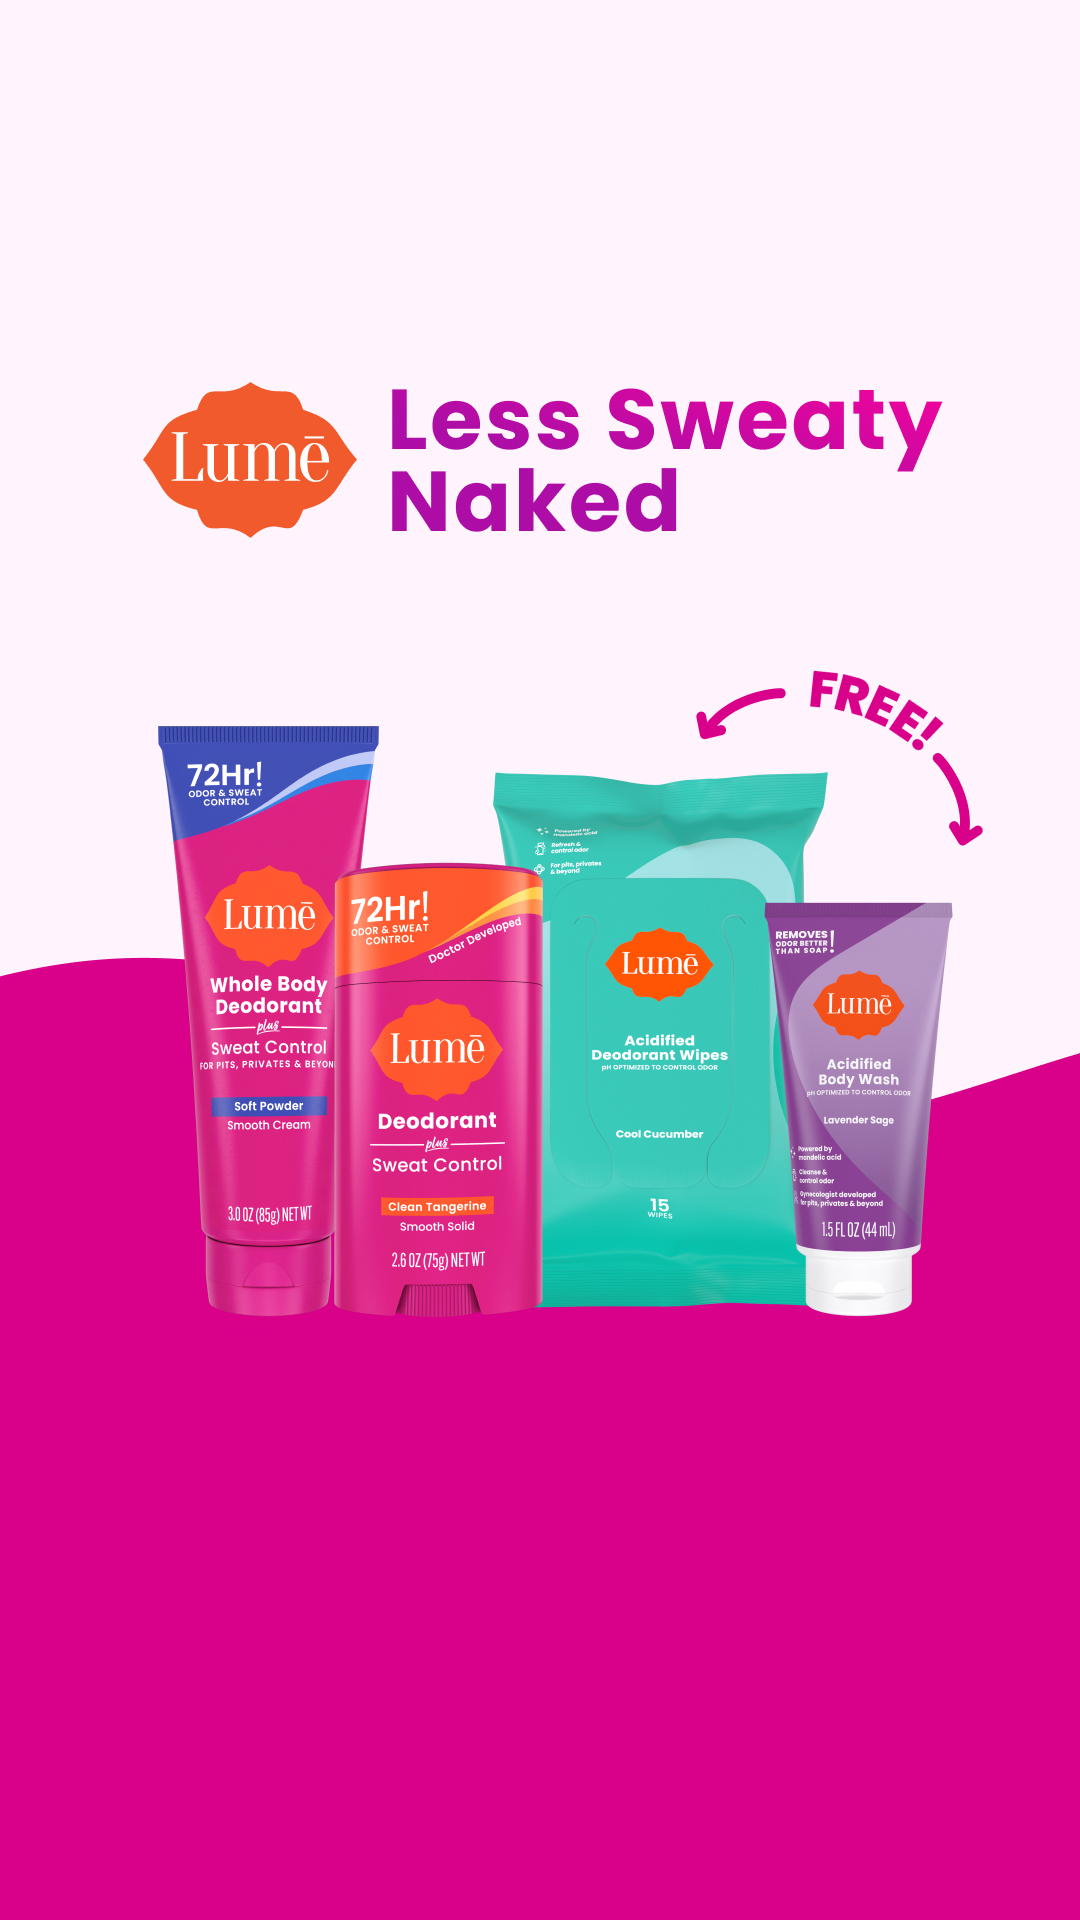 Lumē
Less Sweaty
Naked
FREE!
72Hr!
ODOR & SWEAT
CONTROL
Lumē
Whole Body
Deodorant
plus
Sweat Control
FOR PITS, PRIVATES & BEYON
Soft Powder
Smooth Cream
3.0 OZ (85g) NET WT
72Hr!
ODOR & SWEAT
CONTROL
Doctor Developed
Lumē
Deodorant
plus
Sweat Control
Clean Tangerine
Smooth Solid
2.6 OZ (75g) NET WT
Powered by
mandelic acid
Refresh &
control odor
For pits, privates
& beyond
Lumē
Acidified
Deodorant Wipes
pH OPTIMIZED TO CONTROL ODOR
Cool Cucumber
15
WIPES
REMOVES
ODOR BETTER
THAN SOAP!
Lumē
Acidified
Body Wash
pH OPTIMIZED TO CONTROL ODOR
Lavender Sage
Powered by
mandelic acid
Cleanse &
control odor
Gynecologist developed
for pits, privates & beyond
1.5 FL OZ (44 mL)